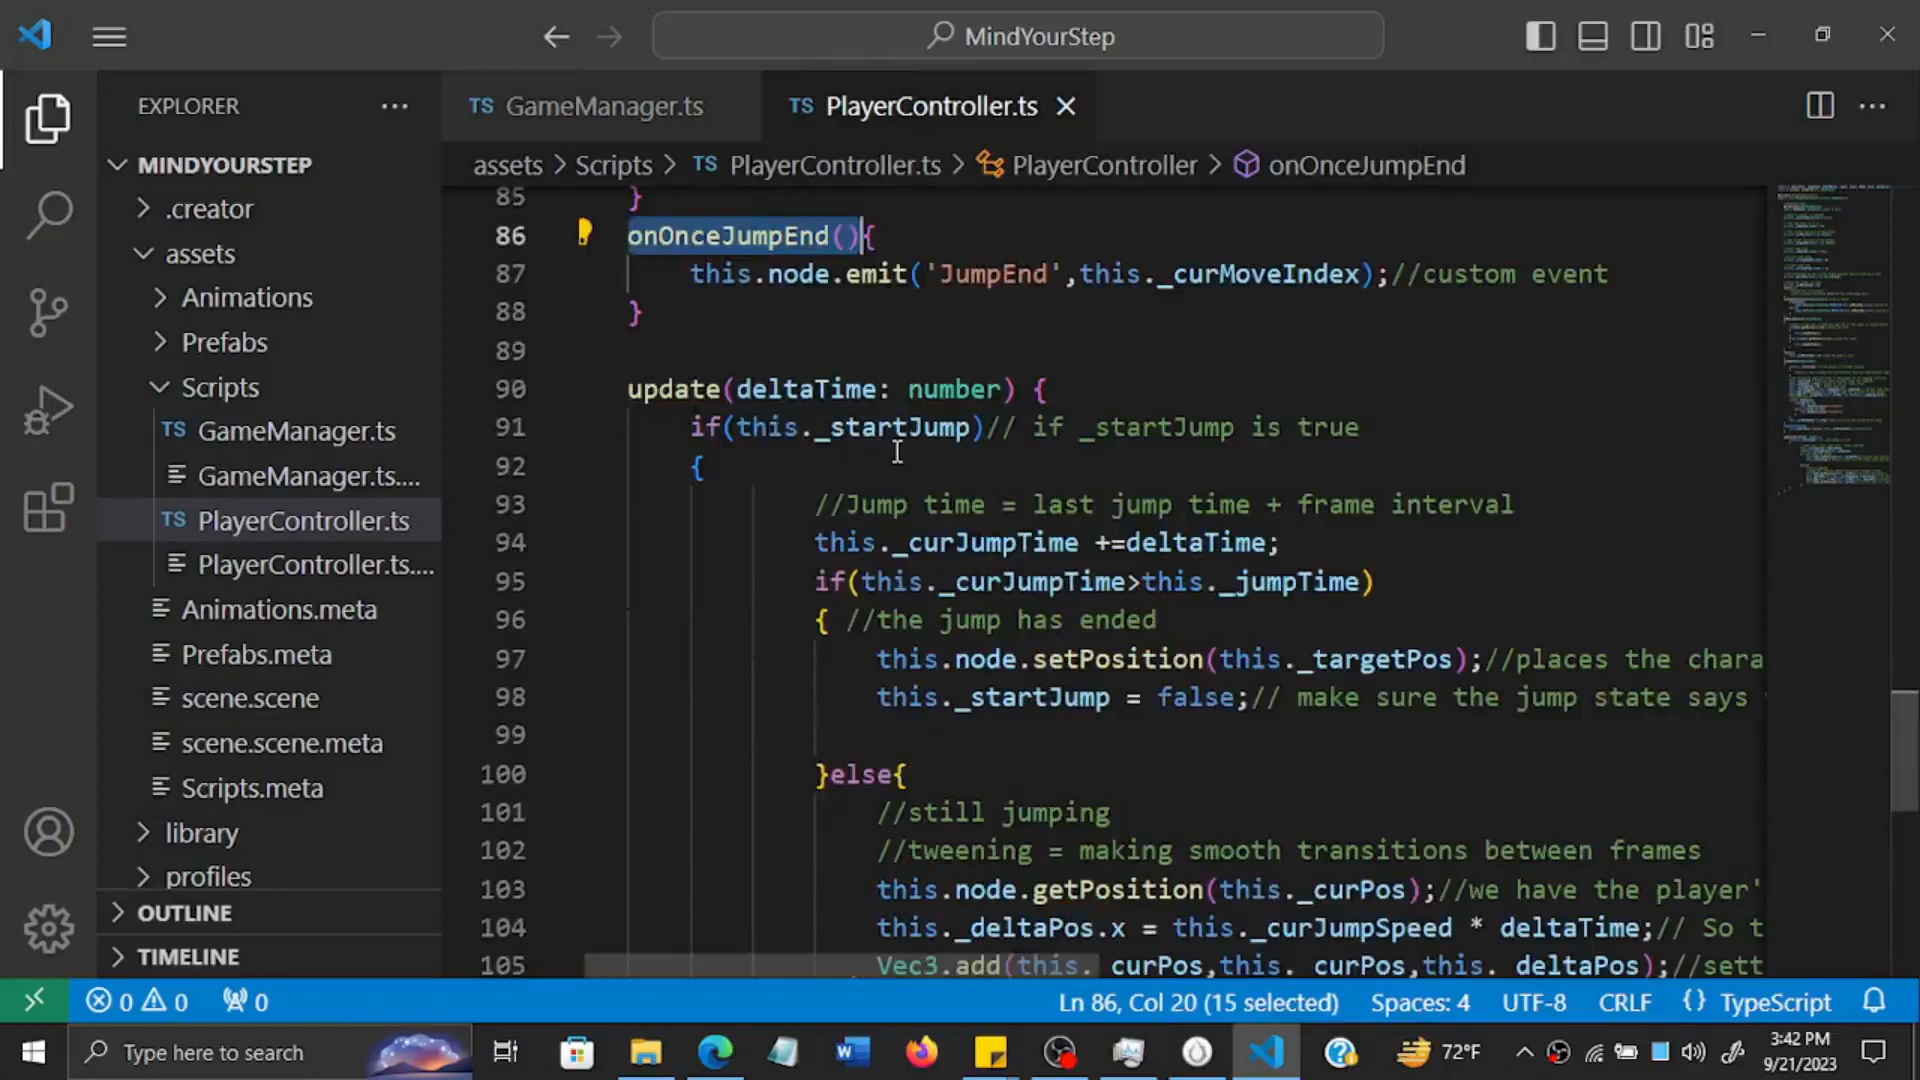 MindYourStep
EXPLORER
TS GameManager.ts
TS PlayerController.ts
assets > Scripts > TS PlayerController.ts > PlayerController > onOnceJumpEnd
MINDYOURSTEP
.creator
assets
Animations
Prefabs
Scripts
TS GameManager.ts
GameManager.ts....
TS PlayerController.ts
PlayerController.ts....
Animations.meta
Prefabs.meta
scene.scene
scene.scene.meta
Scripts.meta
library
profiles
OUTLINE
TIMELINE
85 }
86 onOnceJumpEnd(){
87 this.node.emit('JumpEnd',this._curMoveIndex);//custom event
88 }
89
90 update(deltaTime: number) {
91 if(this._startJump)// if _startJump is true
92 {
93 //Jump time = last jump time + frame interval
94 this._curJumpTime +=deltaTime;
95 if(this._curJumpTime>this._jumpTime)
96 { //the jump has ended
97 this.node.setPosition(this._targetPos);//places the chara
98 this._startJump = false;// make sure the jump state says
99
100 }else{
101 //still jumping
102 //tweening = making smooth transitions between frames
103 this.node.getPosition(this._curPos);//we have the player'
104 this._deltaPos.x = this._curJumpSpeed * deltaTime;// So t
105 Vec3.add(this. curPos,this. curPos,this. deltaPos);//sett
0 0 0
Ln 86, Col 20 (15 selected) Spaces: 4 UTF-8 CRLF {} TypeScript
Type here to search
72°F
3:42 PM
9/21/2023